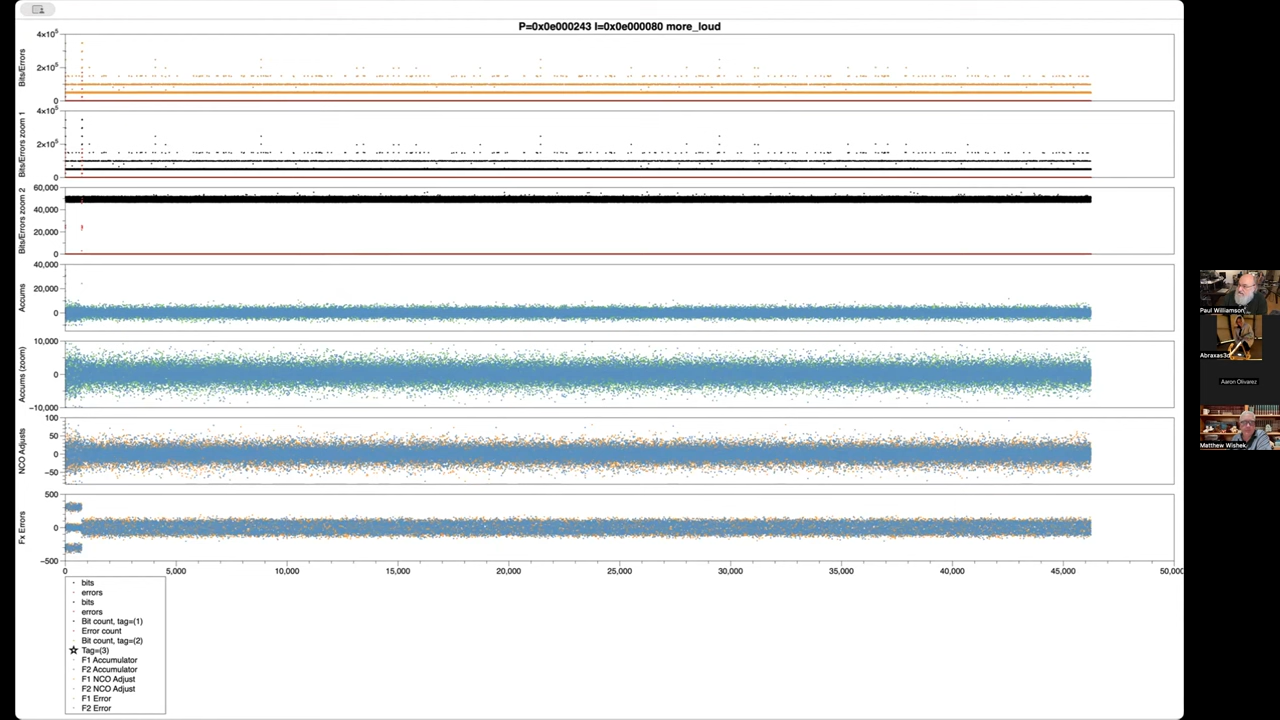 P=0x0e000243 I=0x0e000080 more_loud
Bits/Errors
4×10⁵
2×10⁵
0
Bits/Errors zoom 1
4×10⁵
2×10⁵
0
Bits/Errors zoom 2
60,000
40,000
20,000
0
Accums
40,000
20,000
0
Accums (zoom)
10,000
0
−10,000
NCO Adjusts
100
50
0
−50
Fx Errors
500
0
−500
0 5,000 10,000 15,000 20,000 25,000 30,000 35,000 40,000 45,000 50,000
bits
errors
bits
errors
Bit count, tag=(1)
Error count
Bit count, tag=(2)
Tag=(3)
F1 Accumulator
F2 Accumulator
F1 NCO Adjust
F2 NCO Adjust
F1 Error
F2 Error
Paul Williamson
Abraxas3d
Aaron Olivarez
Matthew Wishek